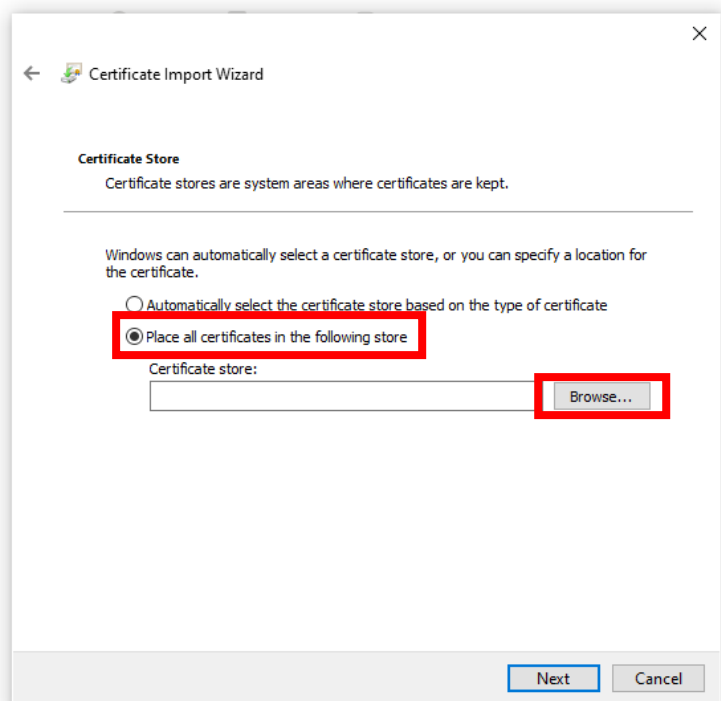 Certificate Import Wizard
Certificate Store
Certificate stores are system areas where certificates are kept.
Windows can automatically select a certificate store, or you can specify a location for
the certificate.
Automatically select the certificate store based on the type of certificate
Place all certificates in the following store
Certificate store:
Browse...
Next
Cancel